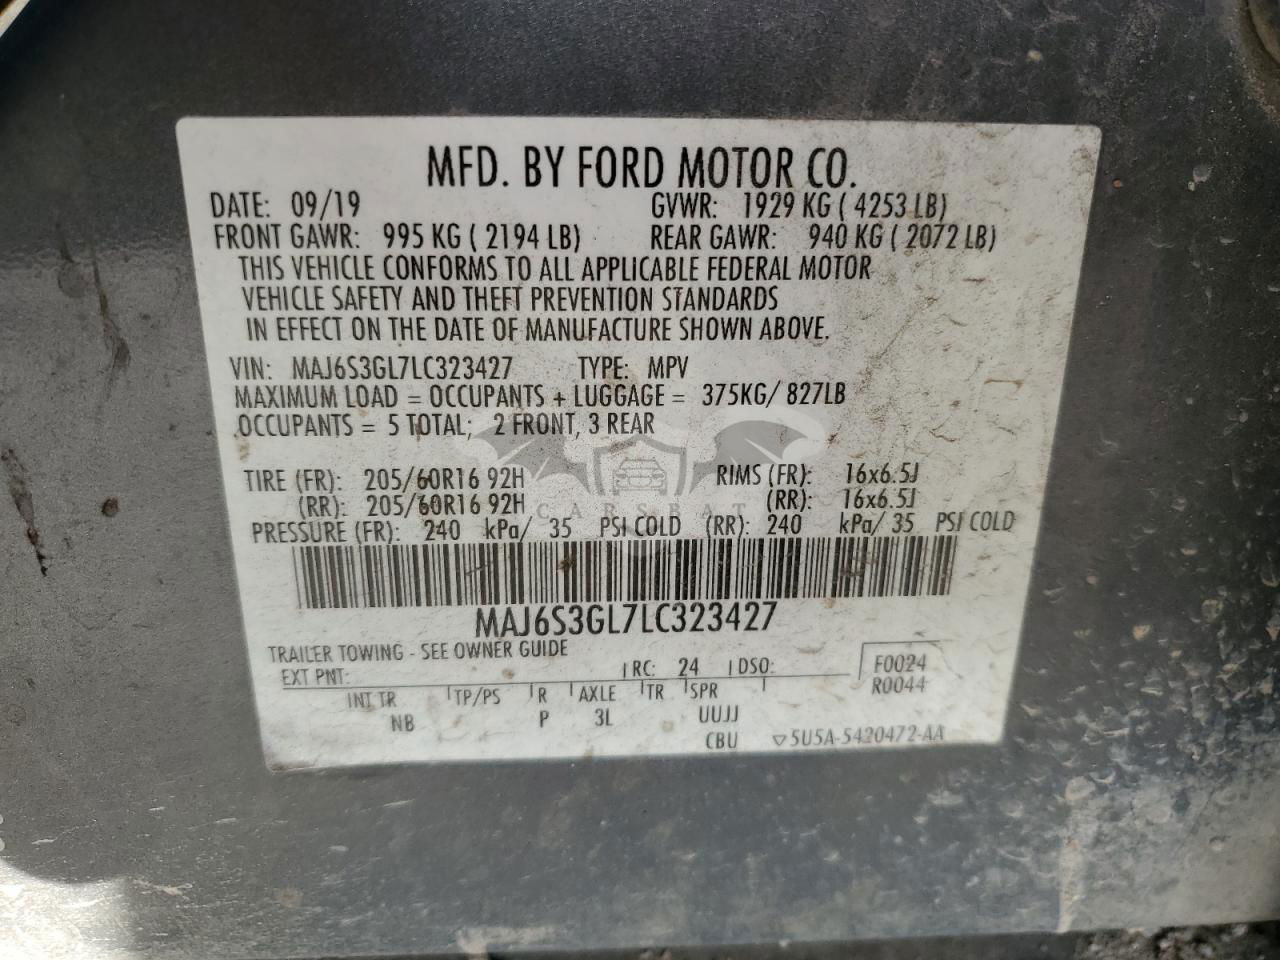 MFD. BY FORD MOTOR CO.
DATE: 09/19 GVWR: 1929 KG ( 4253 LB)
FRONT GAWR: 995 KG ( 2194 LB) REAR GAWR: 940 KG ( 2072 LB)
THIS VEHICLE CONFORMS TO ALL APPLICABLE FEDERAL MOTOR
VEHICLE SAFETY AND THEFT PREVENTION STANDARDS
IN EFFECT ON THE DATE OF MANUFACTURE SHOWN ABOVE.
VIN: MAJ6S3GL7LC323427 TYPE: MPV
MAXIMUM LOAD = OCCUPANTS + LUGGAGE = 375KG/ 827LB
OCCUPANTS = 5 TOTAL; 2 FRONT, 3 REAR
TIRE (FR): 205/60R16 92H RIMS (FR): 16x6.5J
(RR): 205/60R16 92H (RR): 16x6.5J
CARSBAT
PRESSURE (FR): 240 kPa/ 35 PSI COLD (RR): 240 kPa/ 35 PSI COLD
MAJ6S3GL7LC323427
TRAILER TOWING - SEE OWNER GUIDE
EXT PNT: RC: 24 DSO: F0024
R0044
INT TR TP/PS R AXLE TR SPR
NB P 3L UUJJ
CBU ▽5U5A-5420472-AA